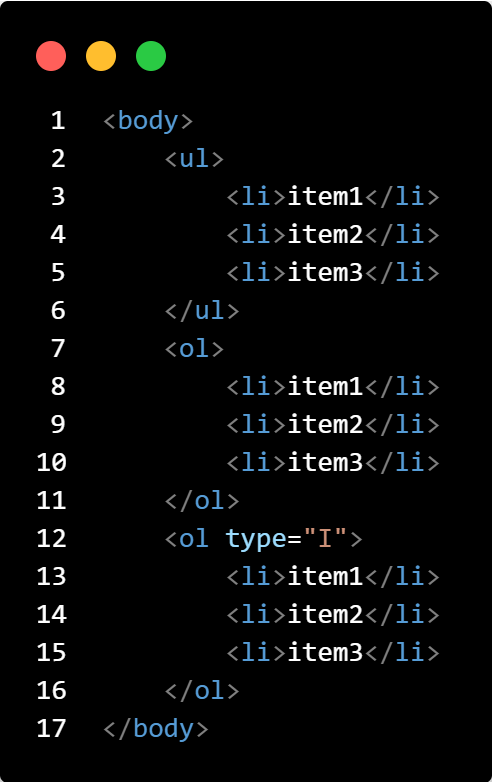 1 <body>
2     <ul>
3         <li>item1</li>
4         <li>item2</li>
5         <li>item3</li>
6     </ul>
7     <ol>
8         <li>item1</li>
9         <li>item2</li>
10         <li>item3</li>
11     </ol>
12     <ol type="I">
13         <li>item1</li>
14         <li>item2</li>
15         <li>item3</li>
16     </ol>
17 </body>